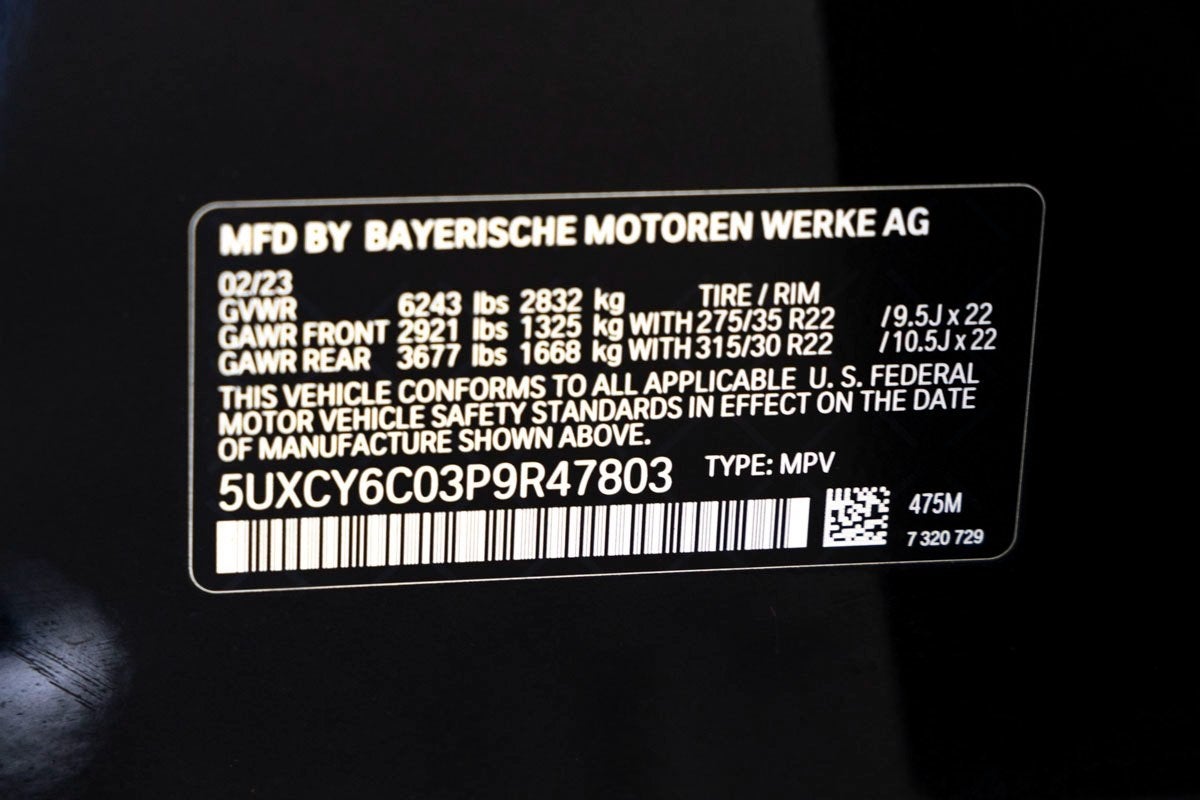 MFD BY BAYERISCHE MOTOREN WERKE AG
02/23
GVWR 6243 lbs 2832 kg TIRE / RIM
GAWR FRONT 2921 lbs 1325 kg WITH 275/35 R22 / 9.5J x 22
GAWR REAR 3677 lbs 1668 kg WITH 315/30 R22 / 10.5J x 22
THIS VEHICLE CONFORMS TO ALL APPLICABLE U. S. FEDERAL
MOTOR VEHICLE SAFETY STANDARDS IN EFFECT ON THE DATE
OF MANUFACTURE SHOWN ABOVE.
5UXCY6C03P9R47803 TYPE: MPV
475M
7 320 729